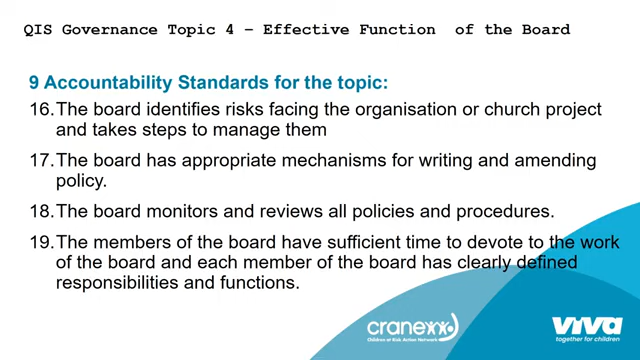 QIS Governance Topic 4 – Effective Function of the Board
9 Accountability Standards for the topic:
16. The board identifies risks facing the organisation or church project
and takes steps to manage them
17. The board has appropriate mechanisms for writing and amending
policy.
18. The board monitors and reviews all policies and procedures.
19. The members of the board have sufficient time to devote to the work
of the board and each member of the board has clearly defined
responsibilities and functions.
crane
Children at Risk Action Network
viva
together for children